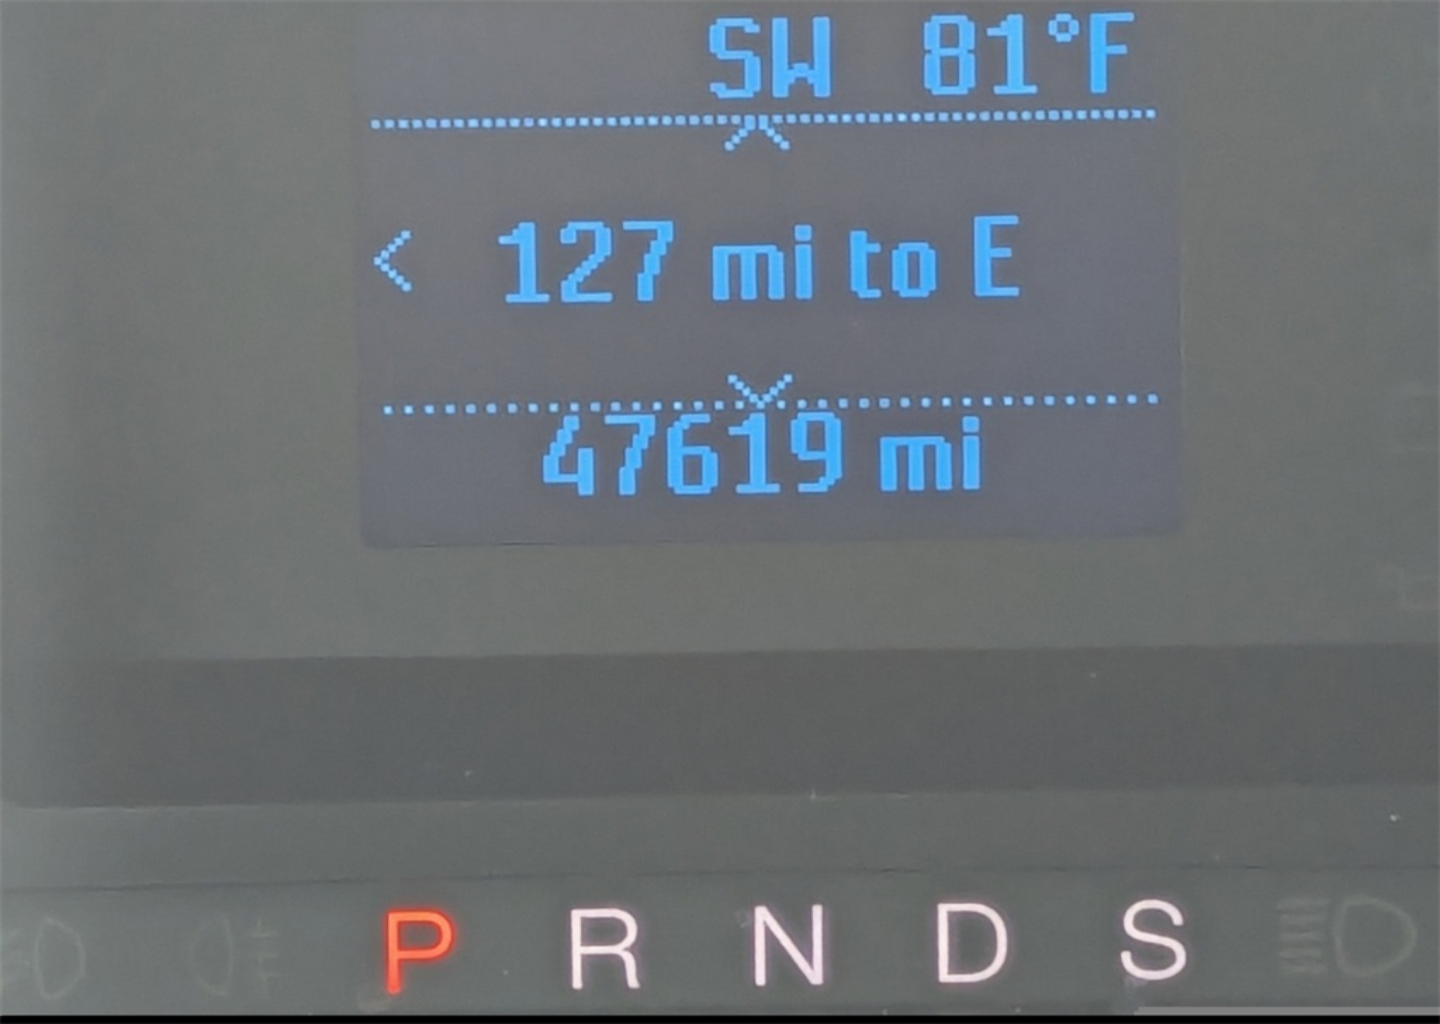 SW 81°F
< 127 mi to E
47619 mi
P R N D S